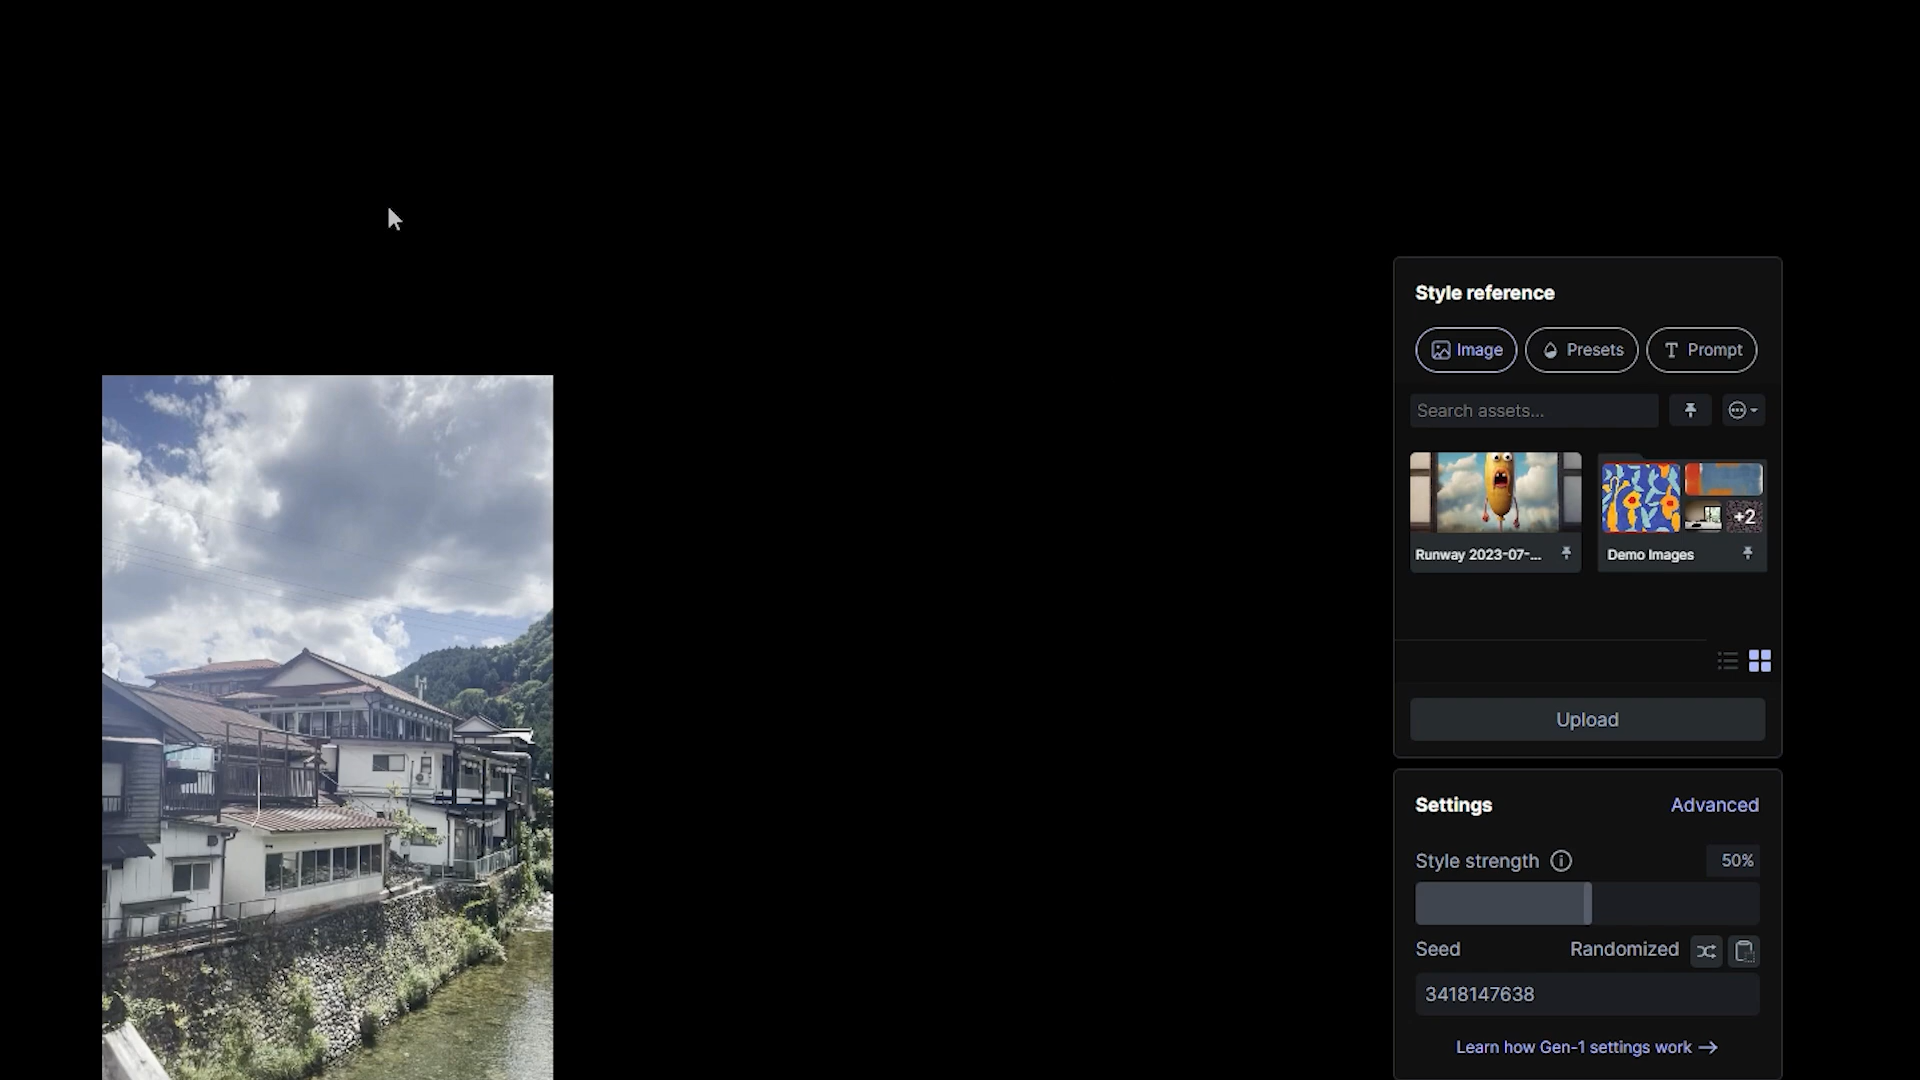 Style reference
Image
Presets
Prompt
Search assets...
+2
Runway 2023-07-...
Demo Images
Upload
Settings
Advanced
Style strength
50%
Seed
Randomized
3418147638
Learn how Gen-1 settings work →